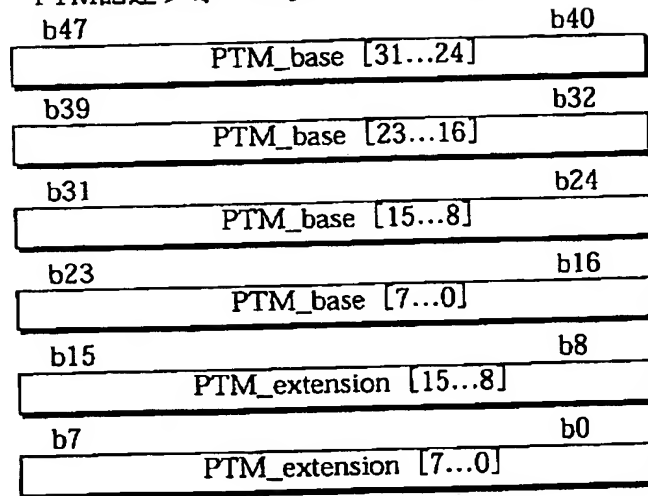 b47 b40
PTM_base [31...24]
b39 b32
PTM_base [23...16]
b31 b24
PTM_base [15...8]
b23 b16
PTM_base [7...0]
b15 b8
PTM_extension [15...8]
b7 b0
PTM_extension [7...0]